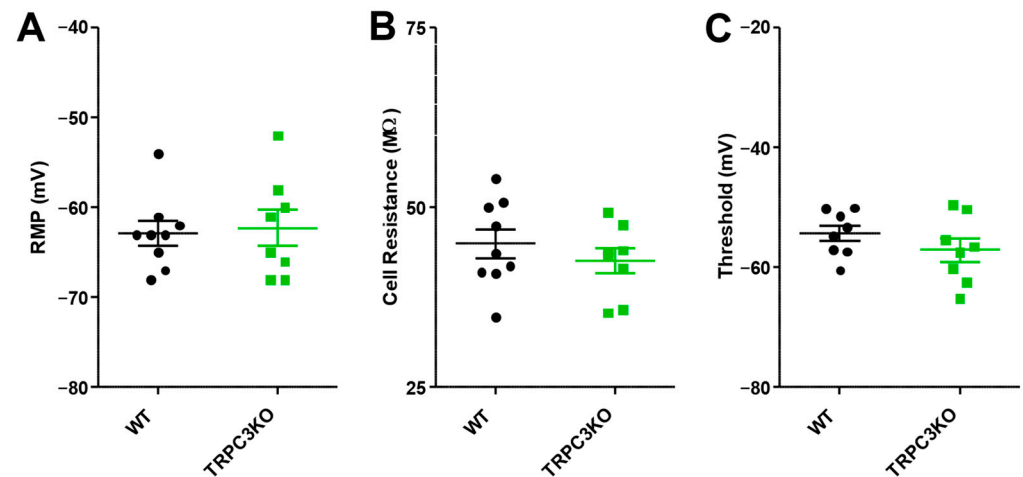 A
RMP (mV)
−40
−50
−60
−70
−80
WT
TRPC3KO
B
Cell Resistance (MΩ)
75
50
25
WT
TRPC3KO
C
Threshold (mV)
−20
−40
−60
−80
WT
TRPC3KO